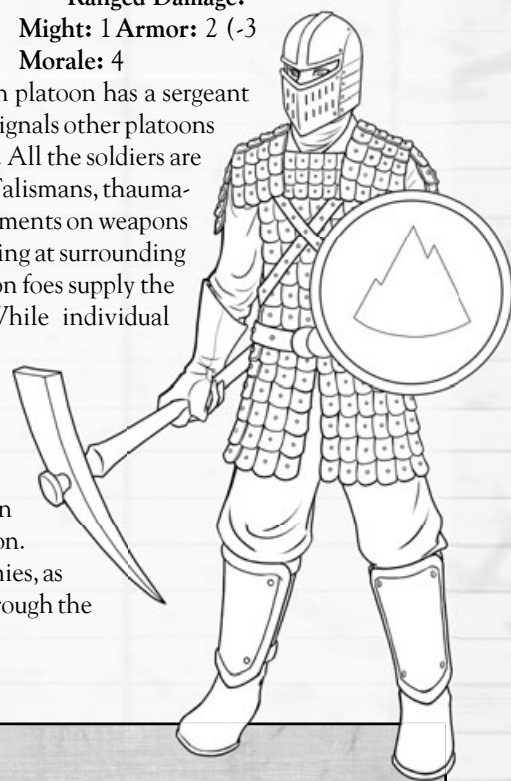 Ranged Damage:
Might: 1 Armor: 2 (-3
Morale: 4
platoon has a sergeant
signals other platoons
All the soldiers are
Talismans, thauma-
ments on weapons
ing at surrounding
on foes supply the
While individual
on.
nies, as
rough the